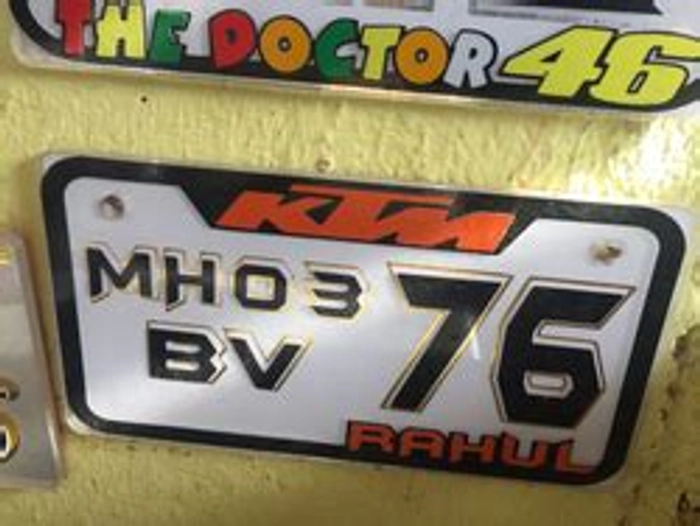 THE DOCTOR 46
KTM
MH03 76
BV
RAHUL